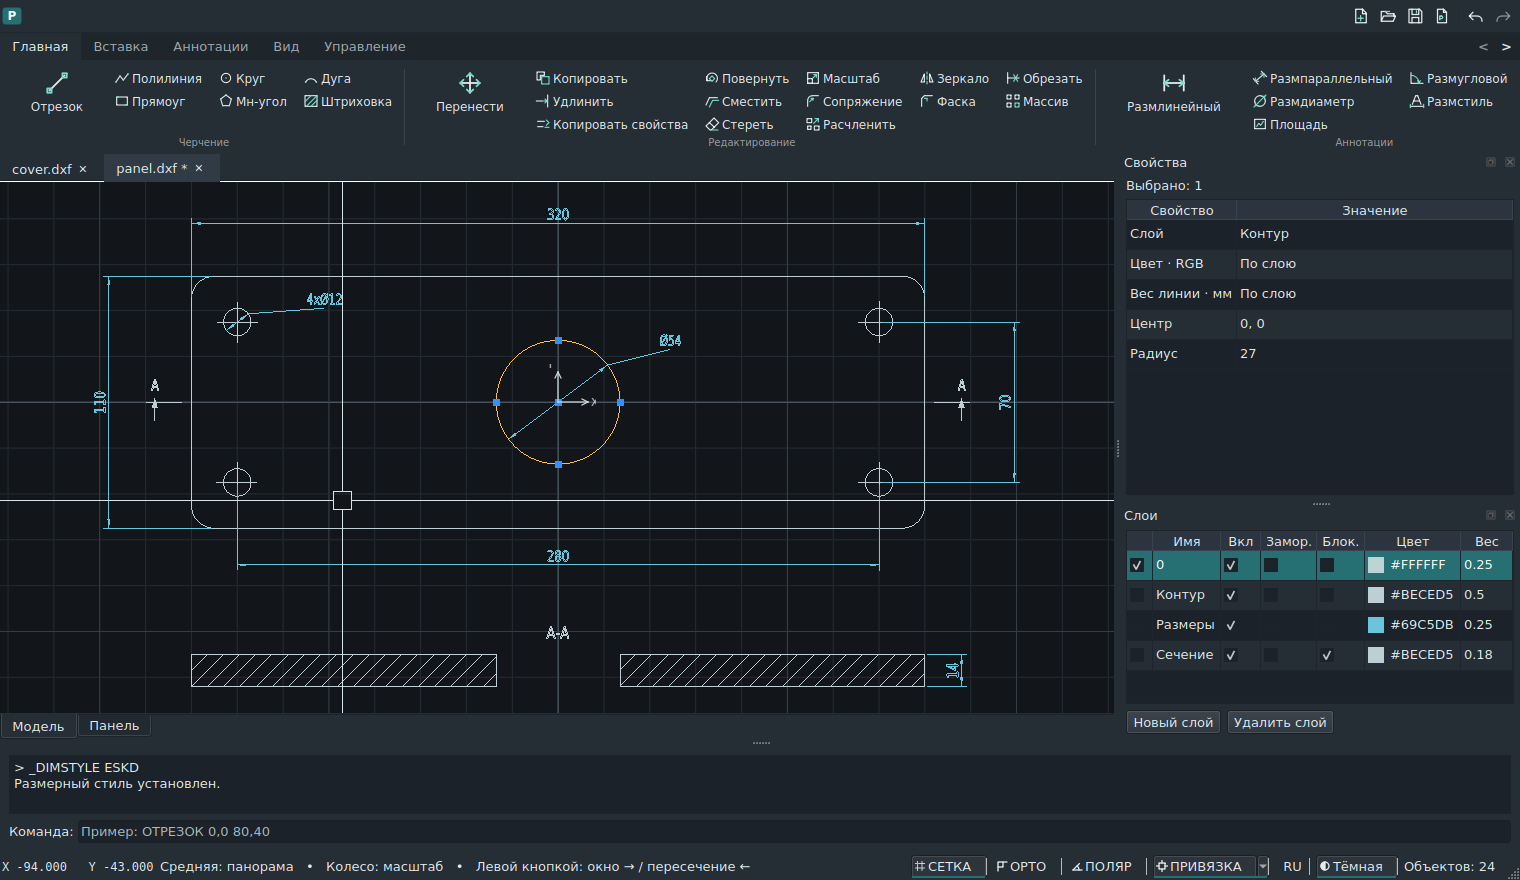 P
Главная Вставка Аннотации Вид Управление < >
Отрезок
Полилиния Круг Дуга
Прямоуг Мн-угол Штриховка
Черчение
Перенести
Копировать Повернуть Масштаб Зеркало Обрезать
Удлинить Сместить Сопряжение Фаска Массив
Копировать свойства Стереть Расчленить
Редактирование
Размлинейный
Размпараллельный Размугловой
Размдиаметр Размстиль
Площадь
Аннотации
cover.dxf × panel.dxf * ×
320
4xØ12
Ø54
A A
110
70
X
280
A-A
14
Модель Панель
Свойства
Выбрано: 1
Свойство Значение
Слой Контур
Цвет · RGB По слою
Вес линии · мм По слою
Центр 0, 0
Радиус 27
Слои
Имя Вкл Замор. Блок. Цвет Вес
0 #FFFFFF 0.25
Контур #BECED5 0.5
Размеры #69C5DB 0.25
Сечение #BECED5 0.18
Новый слой Удалить слой
> _DIMSTYLE ESKD
Размерный стиль установлен.
Команда: Пример: ОТРЕЗОК 0,0 80,40
X -94.000 Y -43.000 Средняя: панорама • Колесо: масштаб • Левой кнопкой: окно → / пересечение ← СЕТКА ОРТО ПОЛЯР ПРИВЯЗКА RU Тёмная Объектов: 24